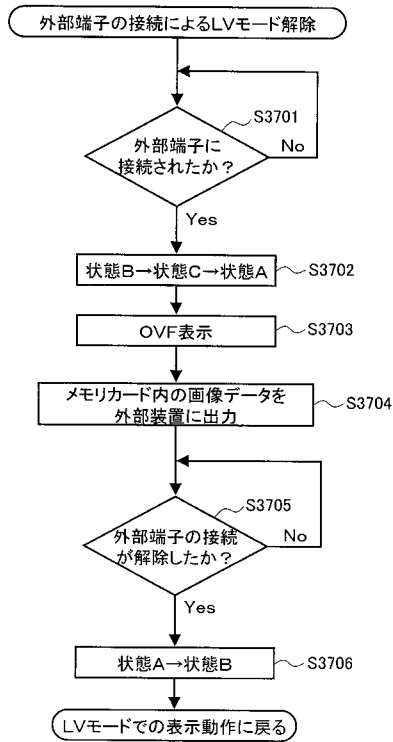 外部端子の接続によるLVモード解除
S3701
外部端子に
接続されたか？
No
Yes
状態B→状態C→状態A
S3702
OVF表示
S3703
メモリカード内の画像データを
外部装置に出力
S3704
S3705
外部端子の接続
が解除したか？
No
Yes
状態A→状態B
S3706
LVモードでの表示動作に戻る